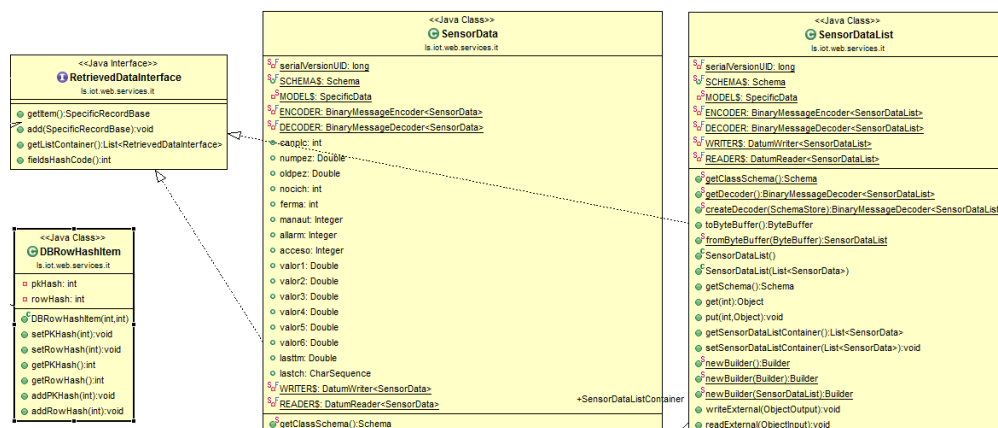 <<Java Interface>>
RetrievedDataInterface
ls.iot.web.services.it
getItem():SpecificRecordBase
add(SpecificRecordBase):void
getListContainer():List<RetrievedDataInterface>
fieldsHashCode():int
<<Java Class>>
DBRowHashItem
ls.iot.web.services.it
pkHash: int
rowHash: int
DBRowHashItem(int,int)
setPKHash(int):void
setRowHash(int):void
getPKHash():int
getRowHash():int
addPKHash(int):void
addRowHash(int):void
<<Java Class>>
SensorData
ls.iot.web.services.it
serialVersionUID: long
SCHEMA$: Schema
MODEL$: SpecificData
ENCODER: BinaryMessageEncoder<SensorData>
DECODER: BinaryMessageDecoder<SensorData>
canplc: int
numpez: Double
oldpez: Double
nocich: int
ferma: int
manaut: Integer
allarm: Integer
acceso: Integer
valor1: Double
valor2: Double
valor3: Double
valor4: Double
valor5: Double
valor6: Double
lasttm: Double
lastch: CharSequence
WRITER$: DatumWriter<SensorData>
READER$: DatumReader<SensorData>
getClassSchema():Schema
+SensorDataListContainer
<<Java Class>>
SensorDataList
ls.iot.web.services.it
serialVersionUID: long
SCHEMA$: Schema
MODEL$: SpecificData
ENCODER: BinaryMessageEncoder<SensorDataList>
DECODER: BinaryMessageDecoder<SensorDataList>
WRITER$: DatumWriter<SensorDataList>
READER$: DatumReader<SensorDataList>
getClassSchema():Schema
getDecoder():BinaryMessageDecoder<SensorDataList>
createDecoder(SchemaStore):BinaryMessageDecoder<SensorDataList
toByteBuffer():ByteBuffer
fromByteBuffer(ByteBuffer):SensorDataList
SensorDataList()
SensorDataList(List<SensorData>)
getSchema():Schema
get(int):Object
put(int,Object):void
getSensorDataListContainer():List<SensorData>
setSensorDataListContainer(List<SensorData>):void
newBuilder():Builder
newBuilder(Builder):Builder
newBuilder(SensorDataList):Builder
writeExternal(ObjectOutput):void
readExternal(ObjectInput):void